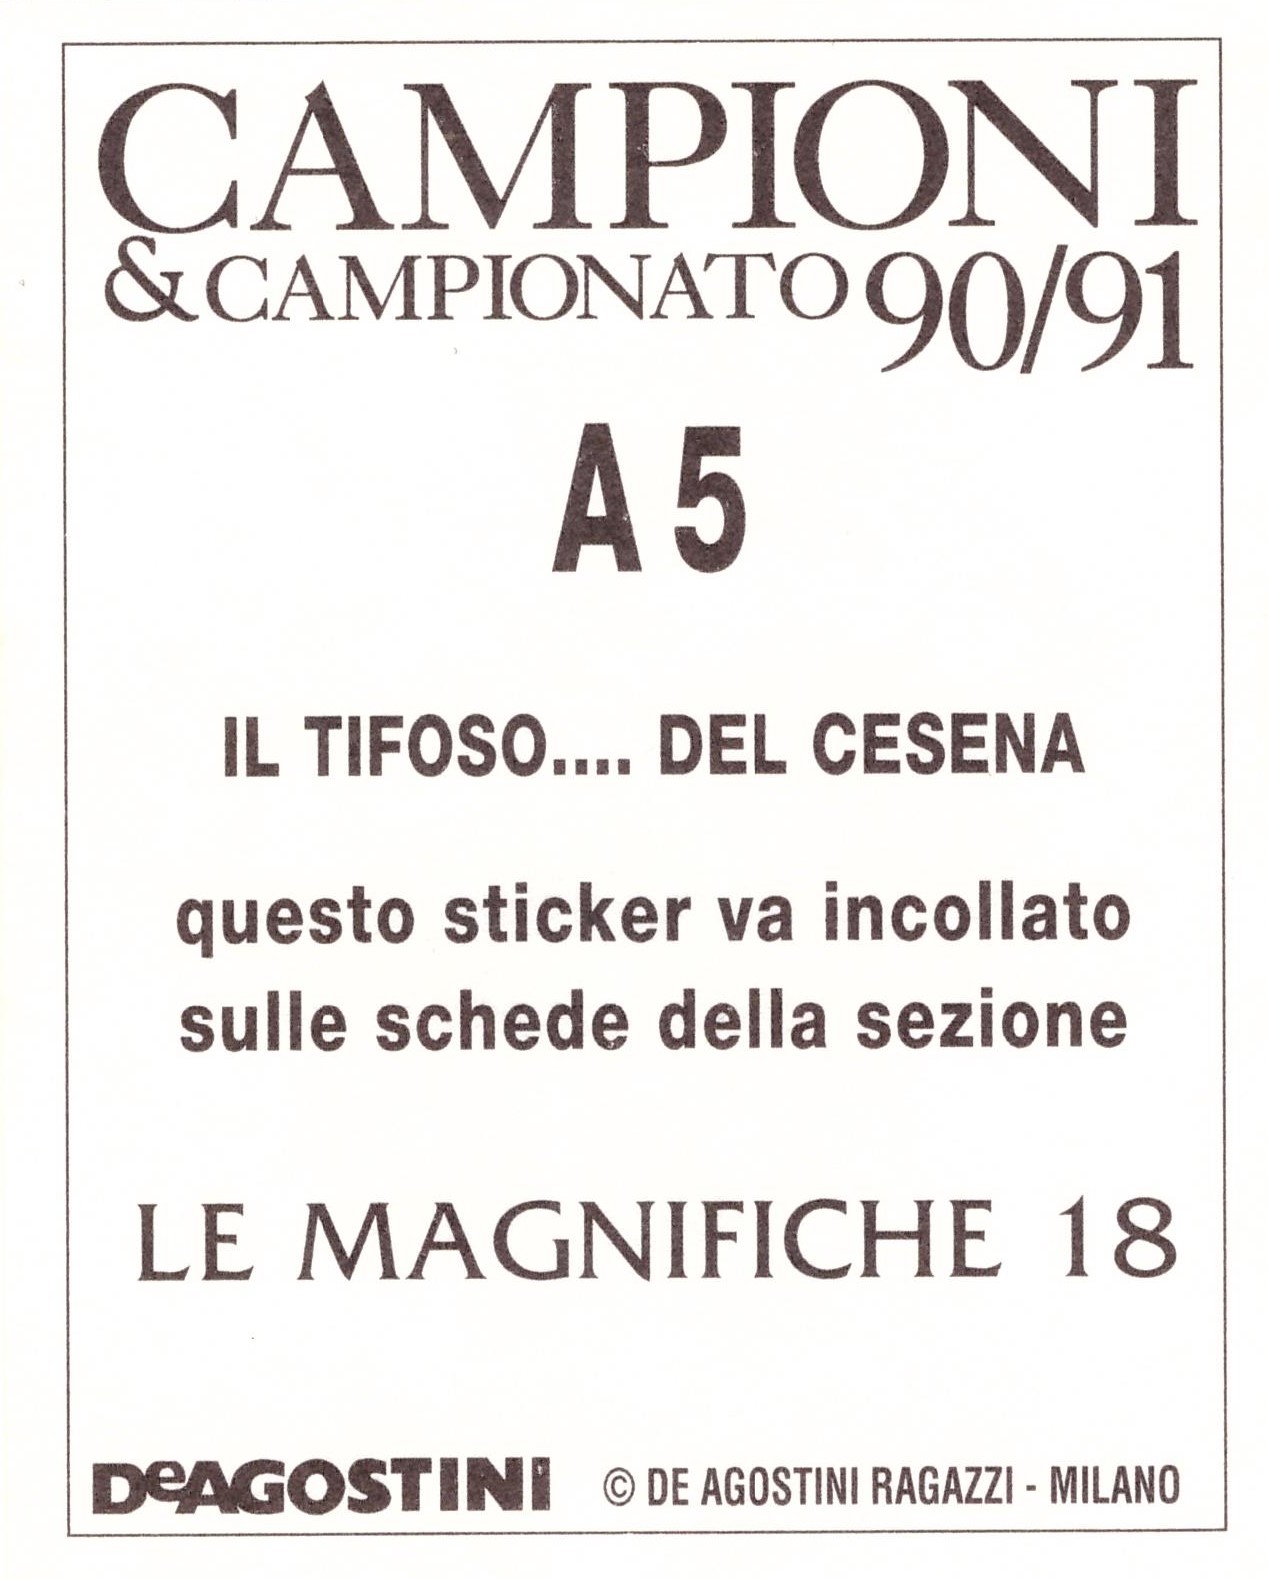 CAMPIONI
& CAMPIONATO 90/91
A 5
IL TIFOSO.... DEL CESENA
questo sticker va incollato
sulle schede della sezione
LE MAGNIFICHE 18
DeAGOSTINI © DE AGOSTINI RAGAZZI - MILANO